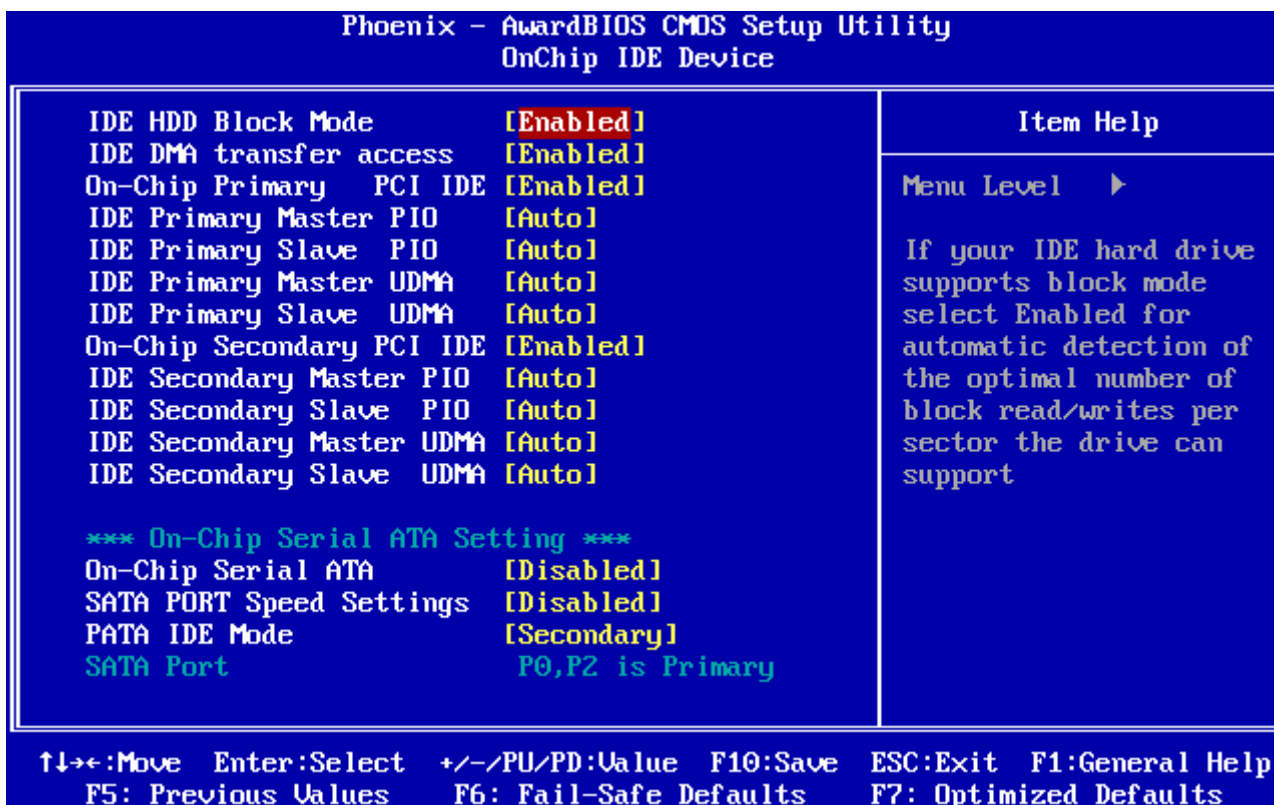 Phoenix - AwardBIOS CMOS Setup Utility
OnChip IDE Device
IDE HDD Block Mode [Enabled]
IDE DMA transfer access [Enabled]
On-Chip Primary PCI IDE [Enabled]
IDE Primary Master PIO [Auto]
IDE Primary Slave PIO [Auto]
IDE Primary Master UDMA [Auto]
IDE Primary Slave UDMA [Auto]
On-Chip Secondary PCI IDE [Enabled]
IDE Secondary Master PIO [Auto]
IDE Secondary Slave PIO [Auto]
IDE Secondary Master UDMA [Auto]
IDE Secondary Slave UDMA [Auto]
*** On-Chip Serial ATA Setting ***
On-Chip Serial ATA [Disabled]
SATA PORT Speed Settings [Disabled]
PATA IDE Mode [Secondary]
SATA Port P0,P2 is Primary
Item Help
Menu Level ▶
If your IDE hard drive
supports block mode
select Enabled for
automatic detection of
the optimal number of
block read/writes per
sector the drive can
support
↑↓→←:Move Enter:Select +/-/PU/PD:Value F10:Save ESC:Exit F1:General Help
F5: Previous Values F6: Fail-Safe Defaults F7: Optimized Defaults